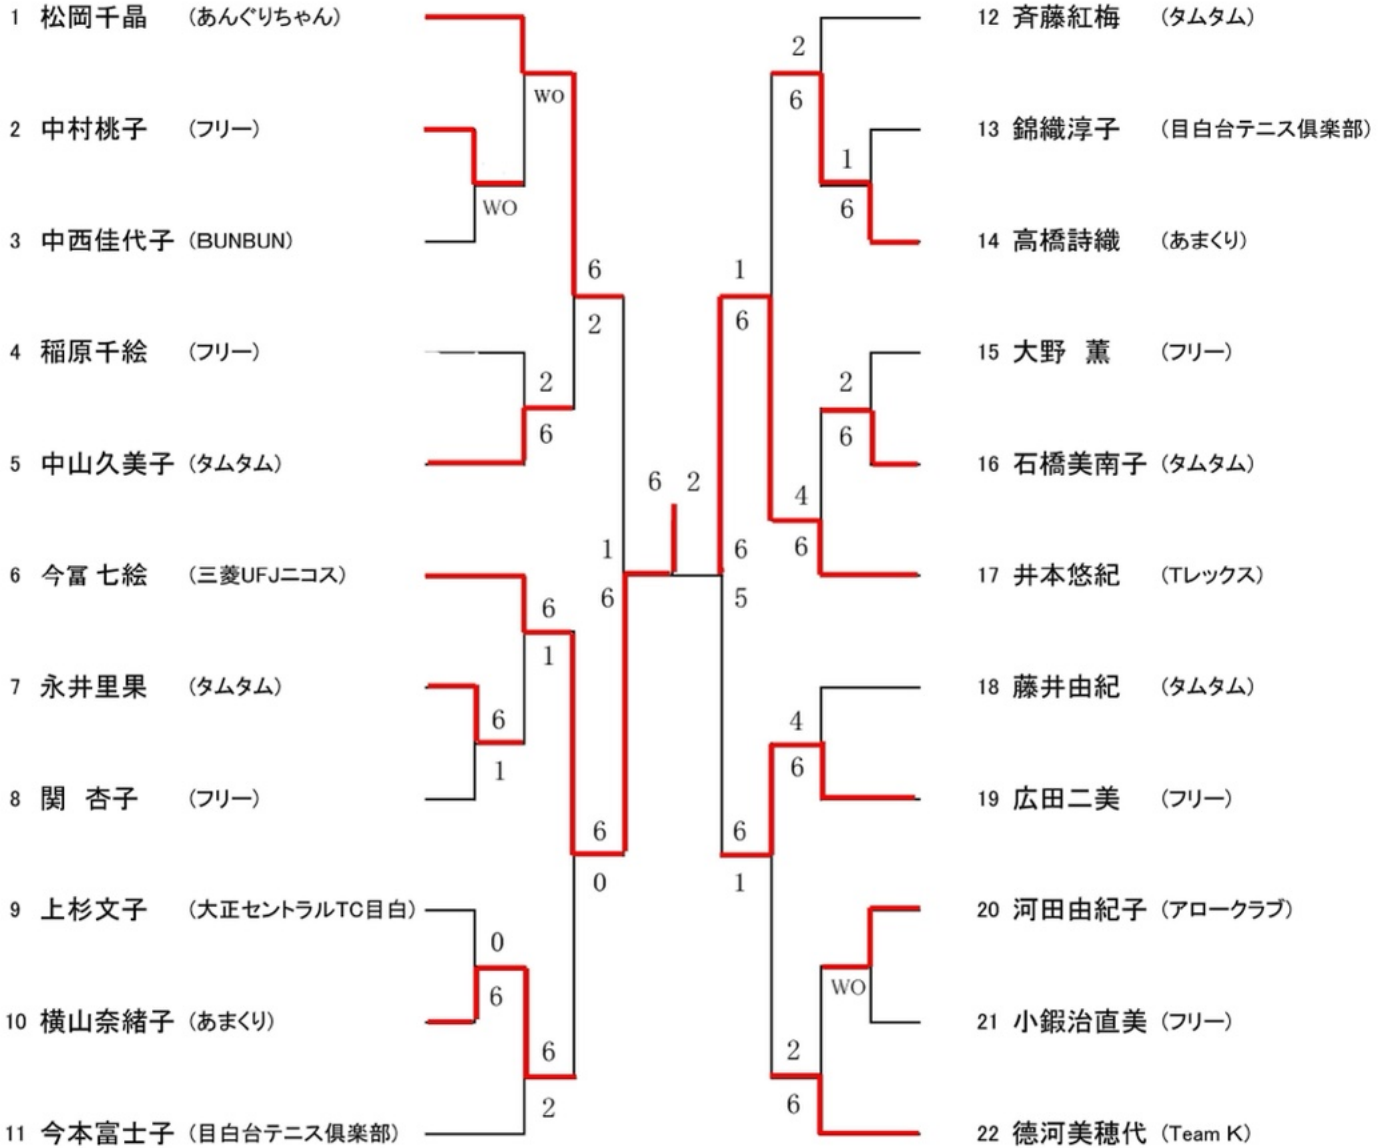 1 松岡千晶 (あんぐりちゃん)
WO
2 中村桃子 (フリー)
WO
3 中西佳代子 (BUNBUN)
6
2
4 稲原千絵 (フリー)
2
6
5 中山久美子 (タムタム)
1
6
6 今冨 七絵 (三菱UFJニコス)
6
1
7 永井里果 (タムタム)
6
1
8 関 杏子 (フリー)
6
0
9 上杉文子 (大正セントラルTC目白)
0
6
10 横山奈緒子 (あまくり)
6
2
11 今本富士子 (目白台テニス倶楽部)
6 2
12 斉藤紅梅 (タムタム)
2
6
13 錦織淳子 (目白台テニス倶楽部)
1
6
14 高橋詩織 (あまくり)
1
6
15 大野 薫 (フリー)
2
6
16 石橋美南子 (タムタム)
4
6
17 井本悠紀 (Tレックス)
6
5
18 藤井由紀 (タムタム)
4
6
19 広田二美 (フリー)
6
1
20 河田由紀子 (アロークラブ)
WO
21 小鍜治直美 (フリー)
2
6
22 德河美穂代 (Team K)